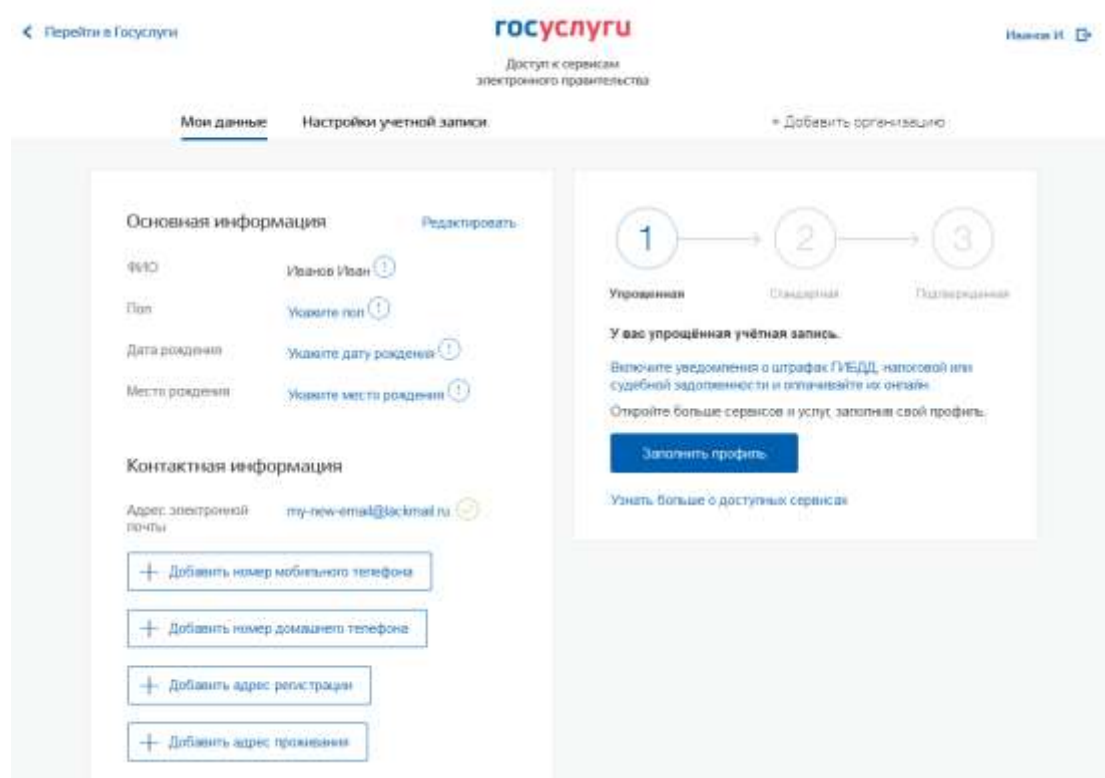 Перейти в Госуслуги
госуслуги
Иванов И.
Доступ к сервисам
электронного правительства
Мои данные
Настройки учетной записи
+ Добавить организацию
Основная информация
Редактировать
ФИО
Иванов Иван
Пол
Укажите пол
Дата рождения
Укажите дату рождения
Место рождения
Укажите место рождения
Контактная информация
Адрес электронной
почты
my-new-email@lackmail.ru
Добавить номер мобильного телефона
Добавить номер домашнего телефона
Добавить адрес регистрации
Добавить адрес проживания
1
2
3
Упрощенная
Стандартная
Подтвержденная
У вас упрощённая учётная запись.
Включите уведомления о штрафах ГИБДД, налоговой или
судебной задолженности и оплачивайте их онлайн
Откройте больше сервисов и услуг, заполнив свой профиль.
Заполнить профиль
Узнать больше о доступных сервисах